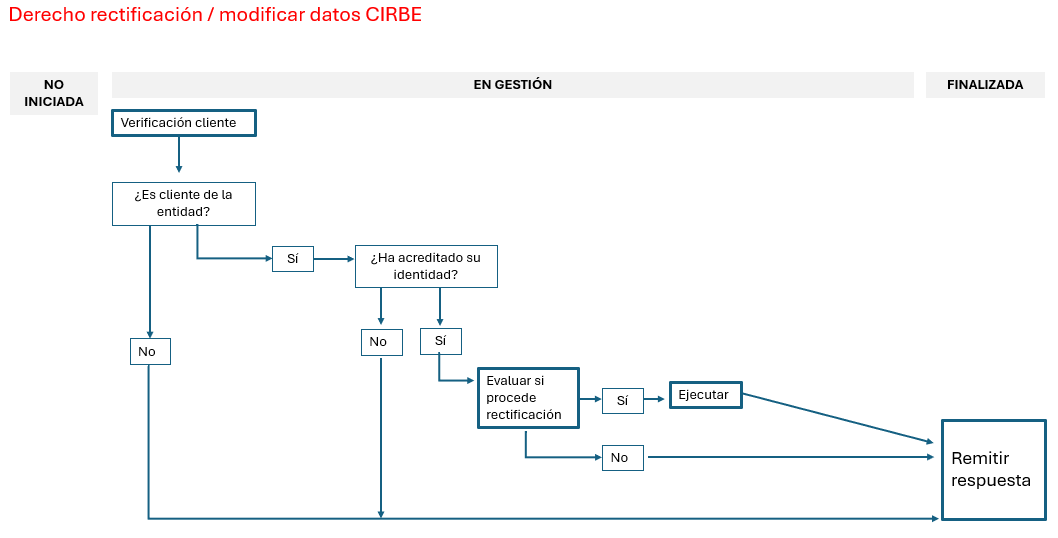 Derecho rectificación / modificar datos CIRBE
NO
INICIADA
EN GESTIÓN
FINALIZADA
Verificación cliente
¿Es cliente de la
entidad?
Sí
¿Ha acreditado su
identidad?
No
No
Sí
Evaluar si
procede
rectificación
Sí
Ejecutar
No
Remitir
respuesta